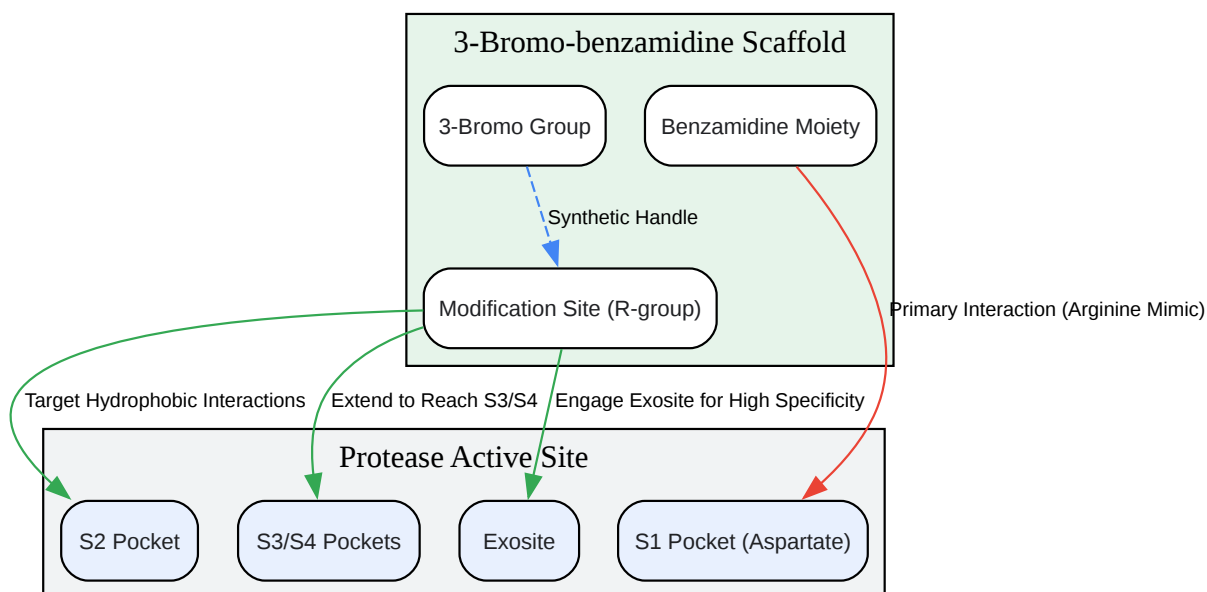 3-Bromo-benzamidine Scaffold
3-Bromo Group
Benzamidine Moiety
Synthetic Handle
Modification Site (R-group)
Primary Interaction (Arginine Mimic)
Target Hydrophobic Interactions
Extend to Reach S3/S4
Engage Exosite for High Specificity
Protease Active Site
S2 Pocket
S3/S4 Pockets
Exosite
S1 Pocket (Aspartate)